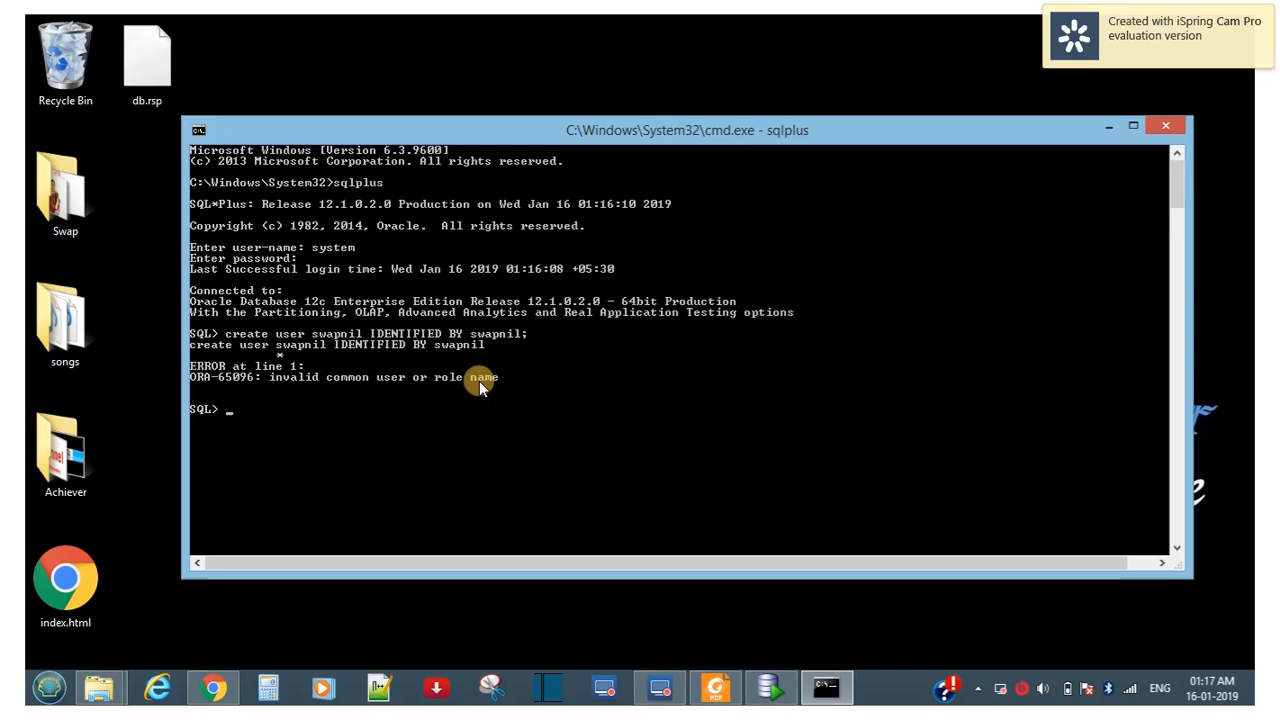 Created with iSpring Cam Pro
evaluation version
Recycle Bin
db.rsp
Swap
songs
Achiever
index.html
C:\Windows\System32\cmd.exe - sqlplus
Microsoft Windows [Version 6.3.9600]
(c) 2013 Microsoft Corporation. All rights reserved.
C:\Windows\System32>sqlplus
SQL*Plus: Release 12.1.0.2.0 Production on Wed Jan 16 01:16:10 2019
Copyright (c) 1982, 2014, Oracle.  All rights reserved.
Enter user-name: system
Enter password:
Last Successful login time: Wed Jan 16 2019 01:16:08 +05:30
Connected to:
Oracle Database 12c Enterprise Edition Release 12.1.0.2.0 - 64bit Production
With the Partitioning, OLAP, Advanced Analytics and Real Application Testing options
SQL> create user swapnil IDENTIFIED BY swapnil;
create user swapnil IDENTIFIED BY swapnil
*
ERROR at line 1:
ORA-65096: invalid common user or role name
SQL> _
PDF
ENG
01:17 AM
16-01-2019